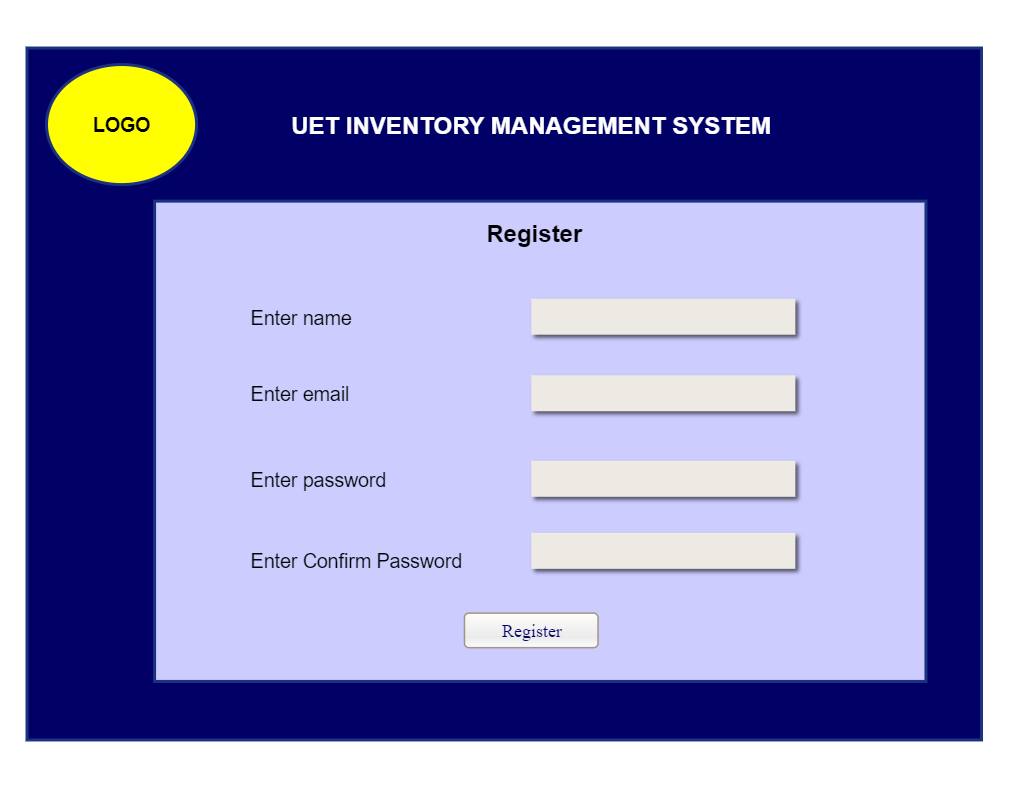 LOGO
UET INVENTORY MANAGEMENT SYSTEM
Register
Enter name
Enter email
Enter password
Enter Confirm Password
Register